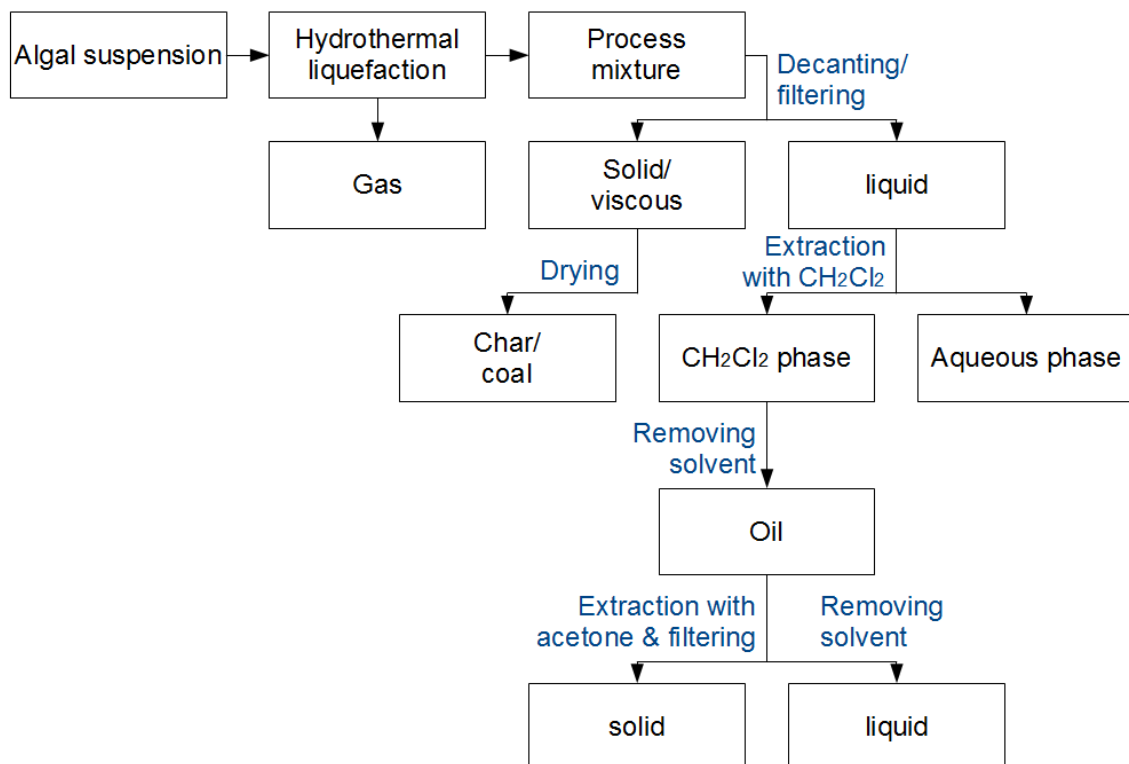 Algal suspension
Hydrothermal
liquefaction
Process
mixture
Decanting/
filtering
Gas
Solid/
viscous
liquid
Drying
Extraction
with CH₂Cl₂
Char/
coal
CH₂Cl₂ phase
Aqueous phase
Removing
solvent
Oil
Extraction with
acetone & filtering
Removing
solvent
solid
liquid